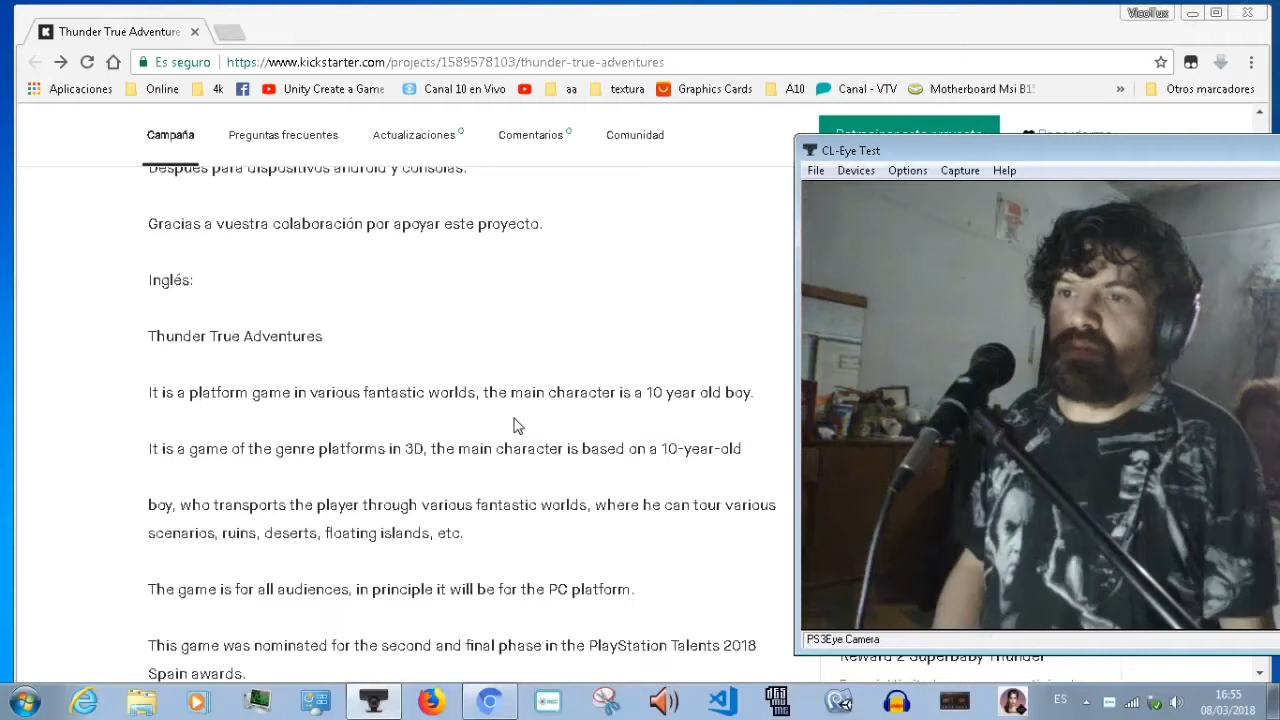 VicoTux
Thunder True Adventure
Es seguro
https://www.kickstarter.com/projects/1589578103/thunder-true-adventures
Aplicaciones
Online
4k
Unity Create a Game
Canal 10 en Vivo
aa
textura
Graphics Cards
A10
Canal - VTV
Motherboard Msi B1
»
Otros marcadores
Campaña
Preguntas frecuentes
Actualizaciones
Comentarios
Comunidad
Después para dispositivos android y consolas.
Gracias a vuestra colaboración por apoyar este proyecto.
Inglés:
Thunder True Adventures
It is a platform game in various fantastic worlds, the main character is a 10 year old boy.
It is a game of the genre platforms in 3D, the main character is based on a 10-year-old
boy, who transports the player through various fantastic worlds, where he can tour various
scenarios, ruins, deserts, floating islands, etc.
The game is for all audiences, in principle it will be for the PC platform.
This game was nominated for the second and final phase in the PlayStation Talents 2018
Spain awards.
CL-Eye Test
File Devices Options Capture Help
PS3Eye Camera
Reward 2 Superbaby Thunder
ES
16:55
08/03/2018